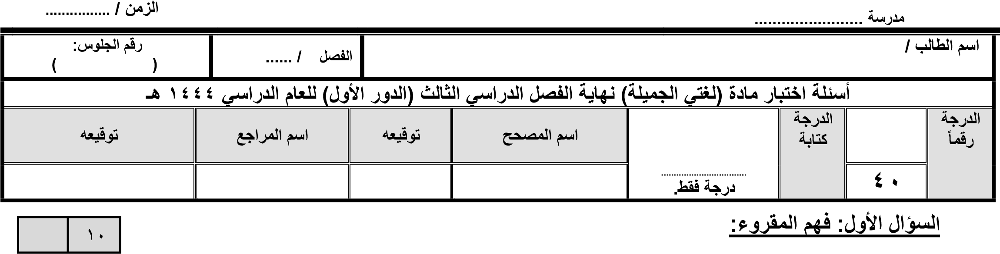 مدرسة ........................ الزمن / ................
اسم الطالب / الفصل / ...... رقم الجلوس:
( )
أسئلة اختبار مادة (لغتي الجميلة) نهاية الفصل الدراسي الثالث (الدور الأول) للعام الدراسي ١٤٤٤ هـ
الدرجة رقماً الدرجة كتابة اسم المصحح توقيعه اسم المراجع توقيعه
٤٠ .............................. درجة فقط.
السؤال الأول: فهم المقروء:
١٠